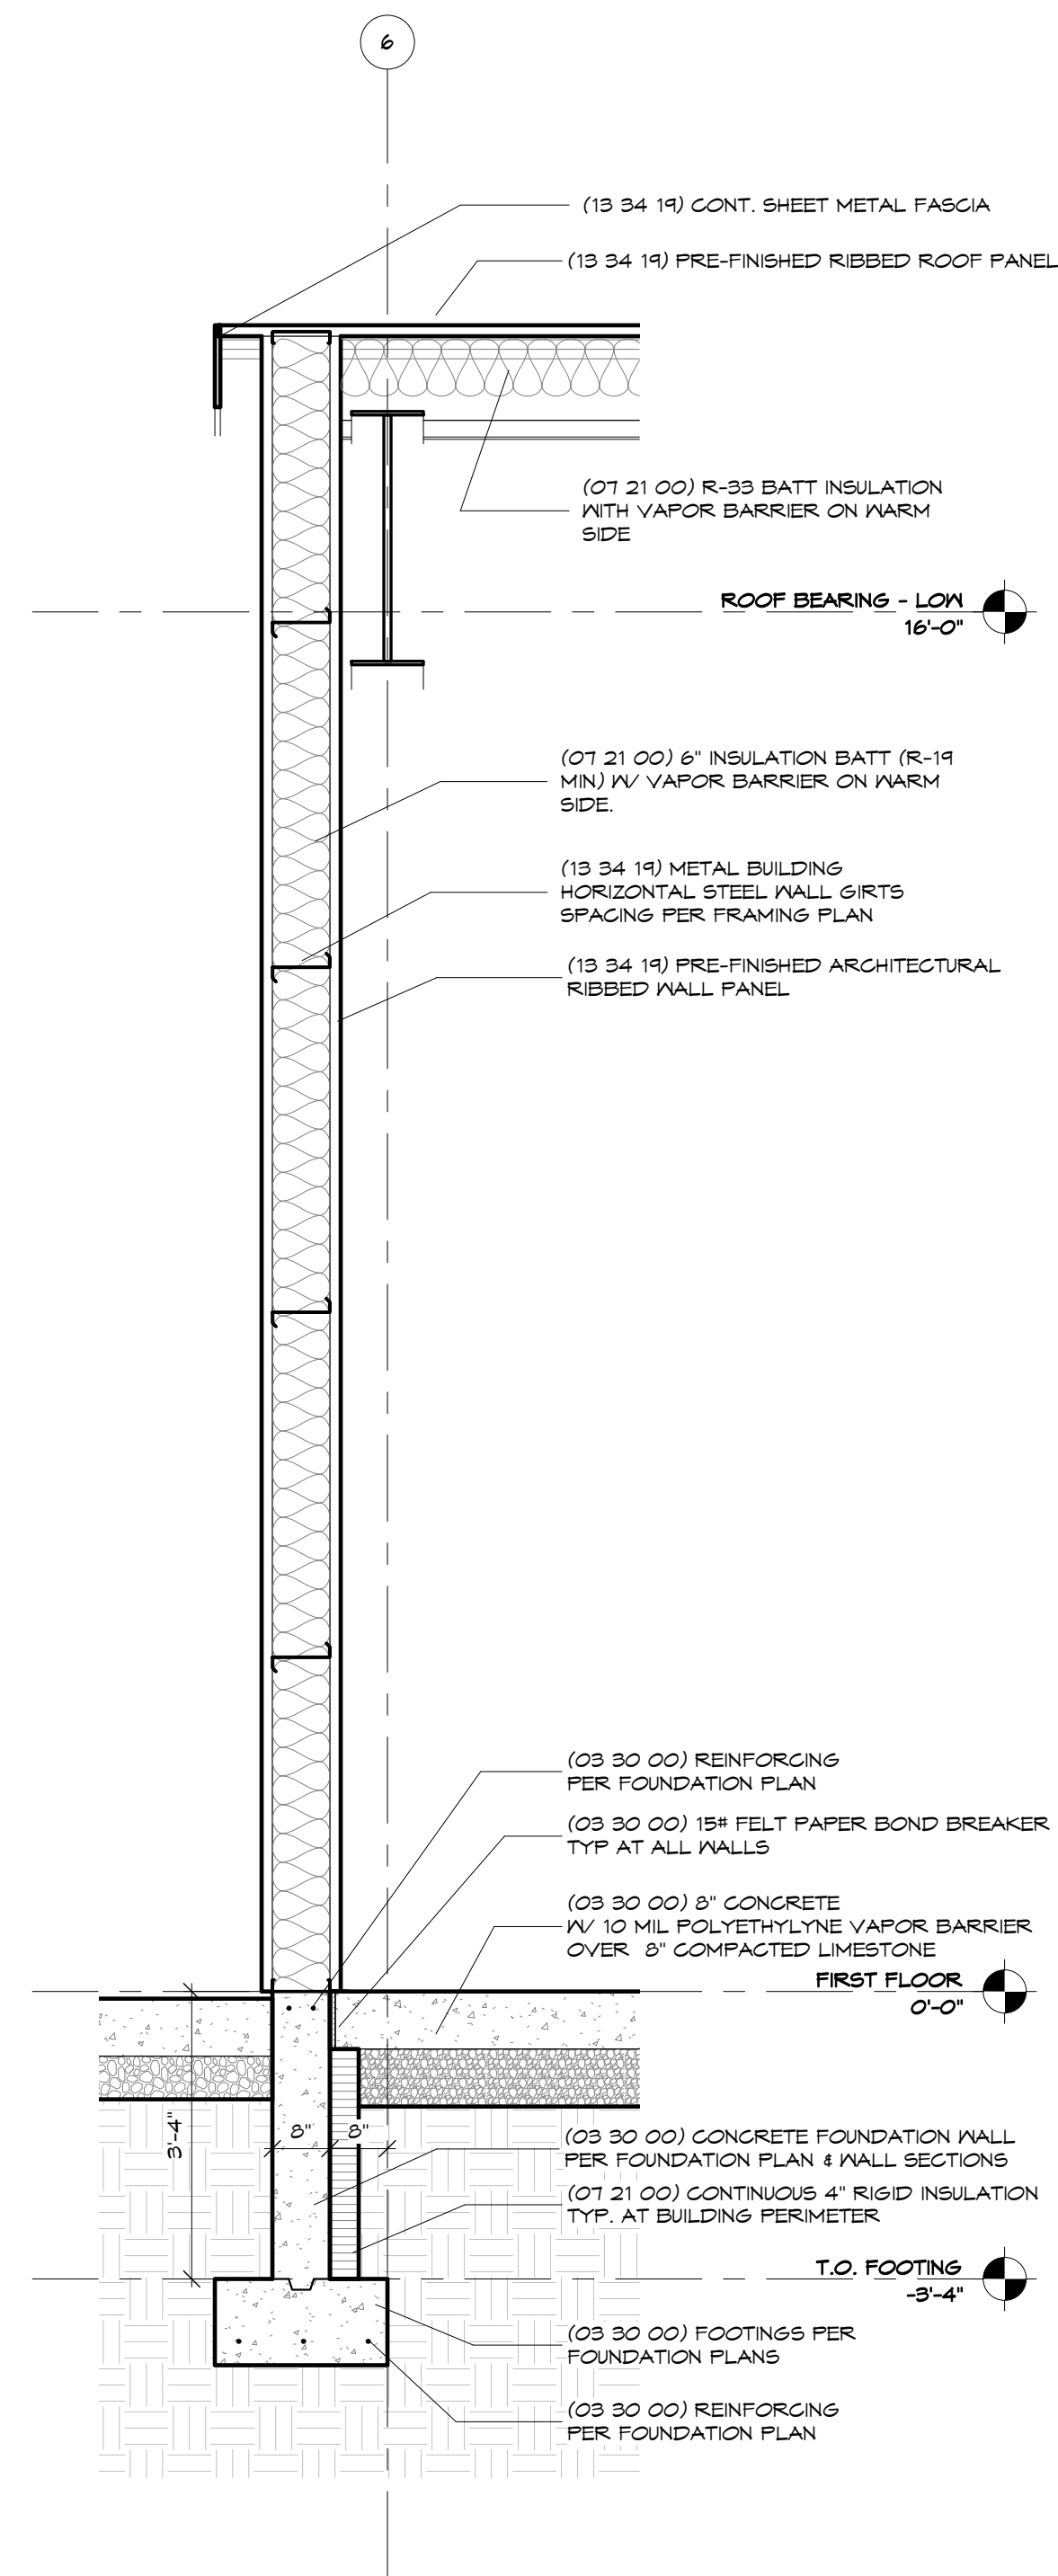 6
(13 34 19) CONT. SHEET METAL FASCIA
(13 34 19) PRE-FINISHED RIBBED ROOF PANEL
(07 21 00) R-33 BATT INSULATION
WITH VAPOR BARRIER ON WARM
SIDE
ROOF BEARING - LOW
16'-0"
(07 21 00) 6" INSULATION BATT (R-19
MIN) W/ VAPOR BARRIER ON WARM
SIDE.
(13 34 19) METAL BUILDING
HORIZONTAL STEEL WALL GIRTS
SPACING PER FRAMING PLAN
(13 34 19) PRE-FINISHED ARCHITECTURAL
RIBBED WALL PANEL
(03 30 00) REINFORCING
PER FOUNDATION PLAN
(03 30 00) 15# FELT PAPER BOND BREAKER
TYP AT ALL WALLS
(03 30 00) 8" CONCRETE
W/ 10 MIL POLYETHYLYNE VAPOR BARRIER
OVER 8" COMPACTED LIMESTONE
FIRST FLOOR
0'-0"
3'-4"
8"
8"
(03 30 00) CONCRETE FOUNDATION WALL
PER FOUNDATION PLAN & WALL SECTIONS
(07 21 00) CONTINUOUS 4" RIGID INSULATION
TYP. AT BUILDING PERIMETER
T.O. FOOTING
-3'-4"
(03 30 00) FOOTINGS PER
FOUNDATION PLANS
(03 30 00) REINFORCING
PER FOUNDATION PLAN